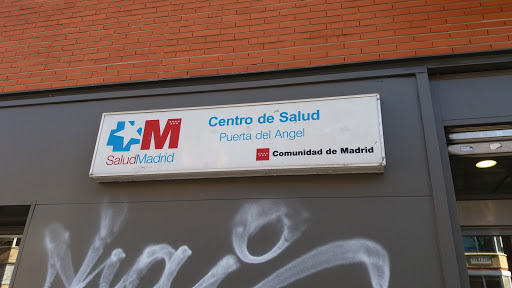 Centro de Salud
Puerta del Angel
M
SaludMadrid
Comunidad de Madrid